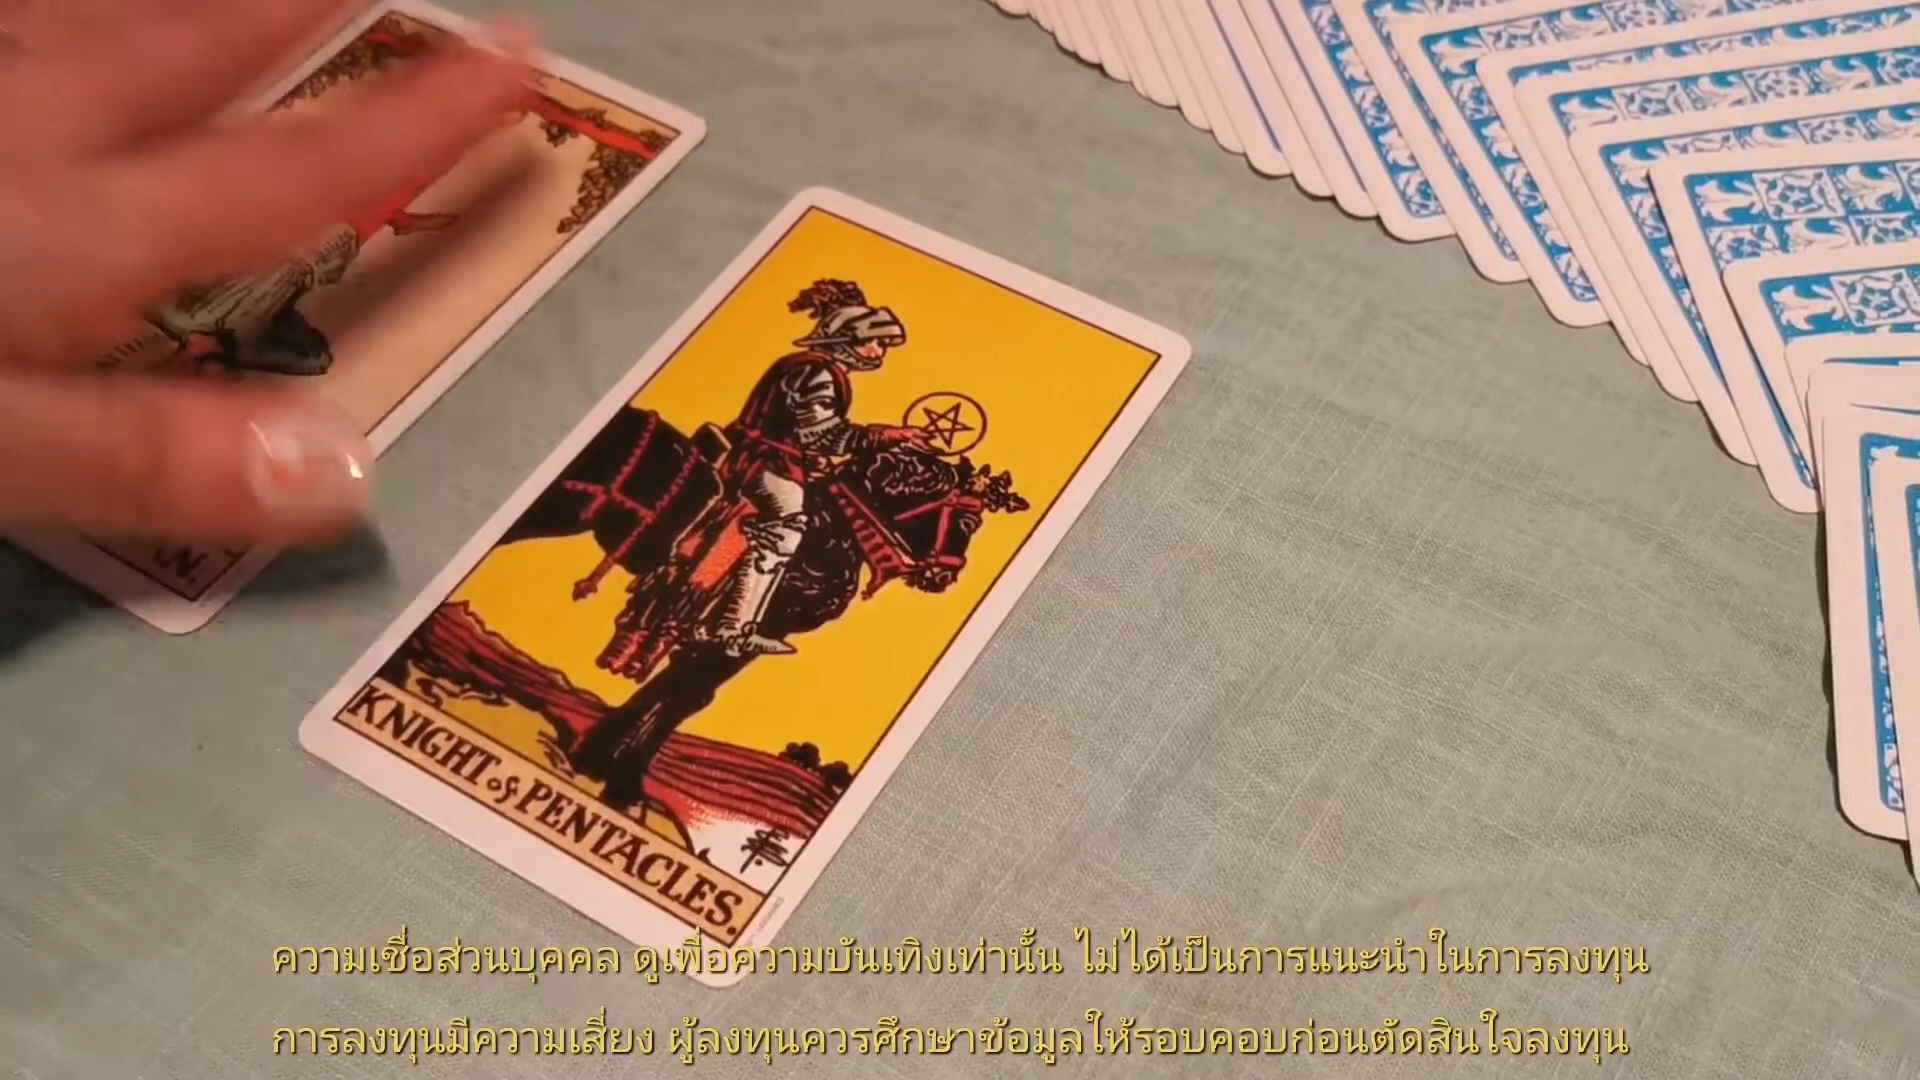 KNIGHT of PENTACLES.
ความเชื่อส่วนบุคคล ดูเพื่อความบันเทิงเท่านั้น ไม่ได้เป็นการแนะนำในการลงทุน
การลงทุนมีความเสี่ยง ผู้ลงทุนควรศึกษาข้อมูลให้รอบคอบก่อนตัดสินใจลงทุน